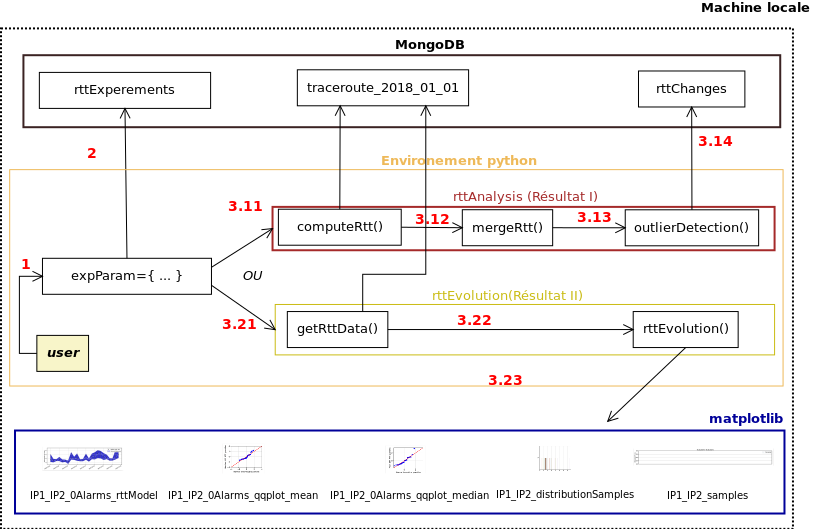 Machine locale
MongoDB
rttExperements
traceroute_2018_01_01
rttChanges
2
3.14
Environement python
rttAnalysis (Résultat I)
3.11
computeRtt()
3.12
mergeRtt()
3.13
outlierDetection()
1
expParam={ ... }
OU
rttEvolution(Résultat II)
3.21
getRttData()
3.22
rttEvolution()
user
3.23
matplotlib
IP1_IP2_0Alarms_rttModel
IP1_IP2_0Alarms_qqplot_mean
IP1_IP2_0Alarms_qqplot_median
IP1_IP2_distributionSamples
IP1_IP2_samples